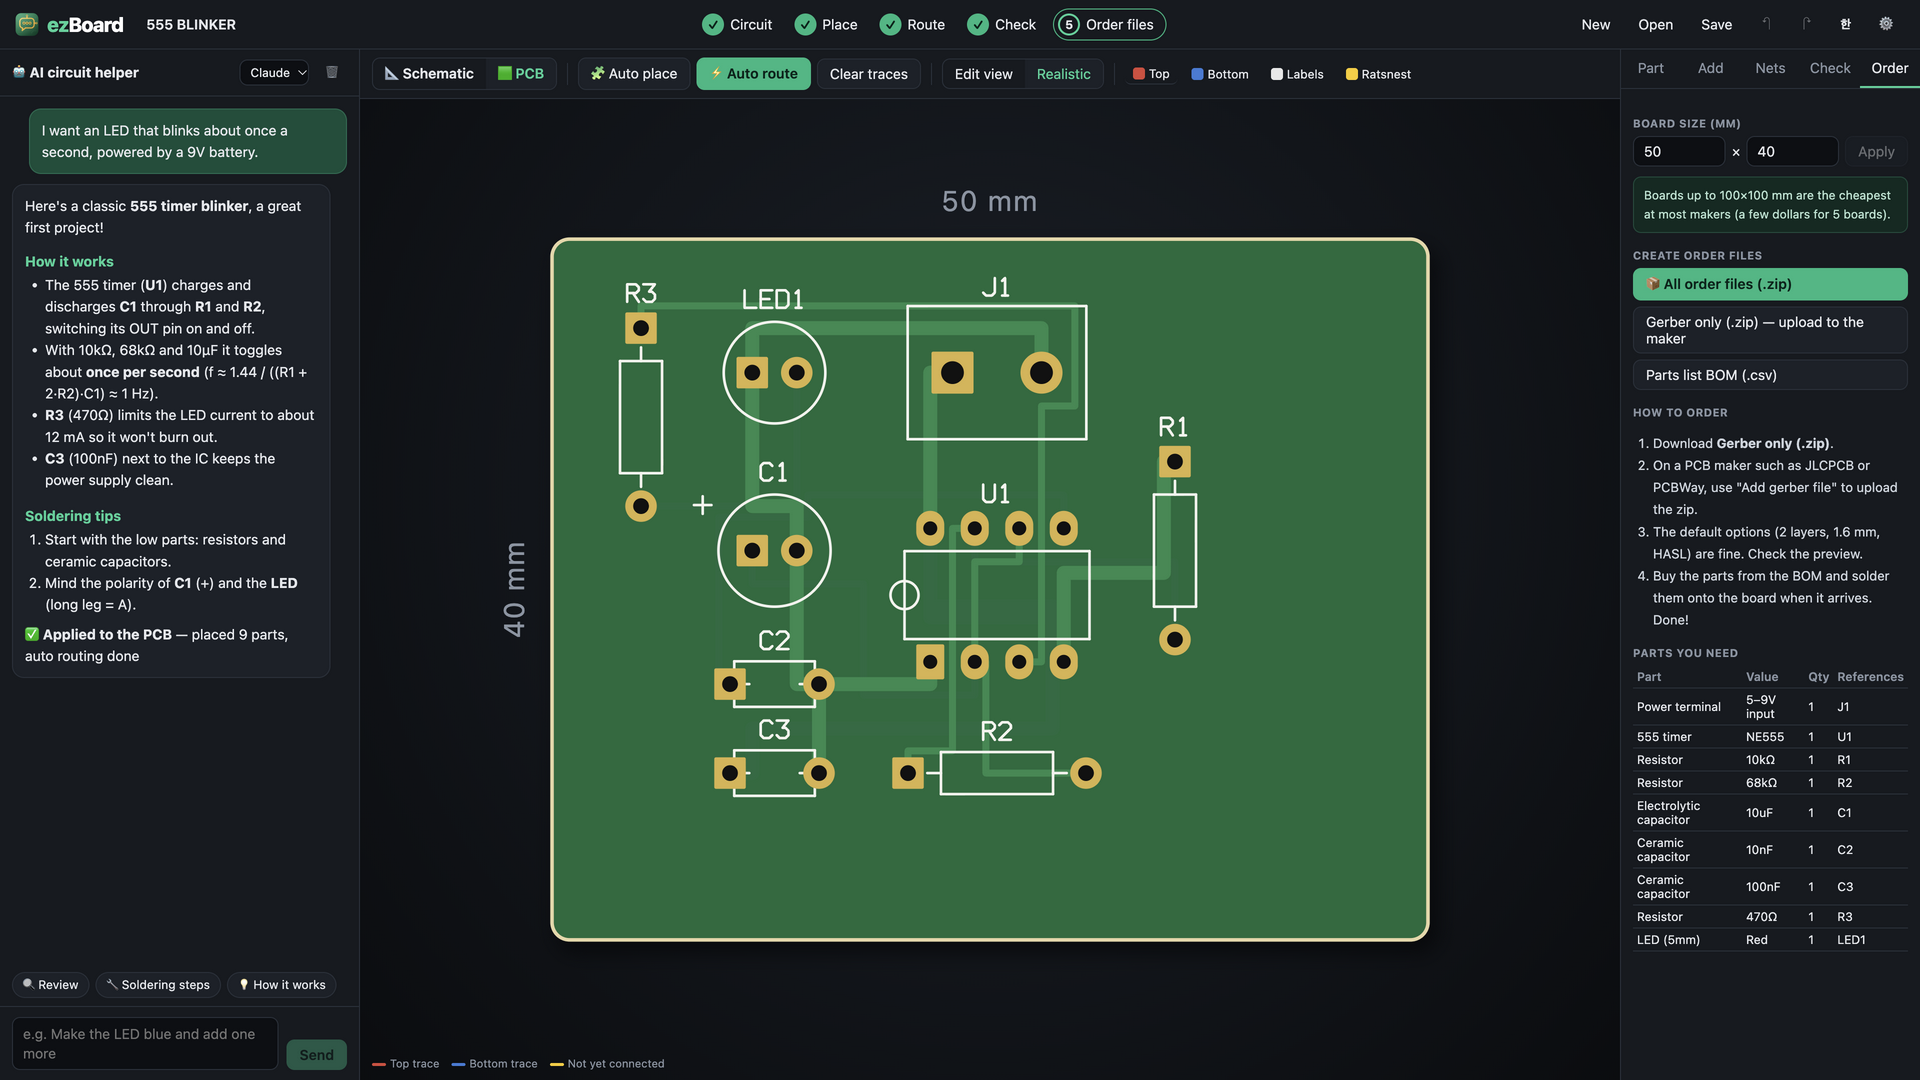 ezBoard
555 BLINKER
Circuit
Place
Route
Check
5 Order files
New
Open
Save
한
AI circuit helper
Claude
Schematic
PCB
Auto place
Auto route
Clear traces
Edit view
Realistic
Top
Bottom
Labels
Ratsnest
Part
Add
Nets
Check
Order
I want an LED that blinks about once a
second, powered by a 9V battery.
Here's a classic 555 timer blinker, a great
first project!
How it works
• The 555 timer (U1) charges and
discharges C1 through R1 and R2,
switching its OUT pin on and off.
• With 10kΩ, 68kΩ and 10μF it toggles
about once per second (f ≈ 1.44 / ((R1 +
2·R2)·C1) ≈ 1 Hz).
• R3 (470Ω) limits the LED current to about
12 mA so it won't burn out.
• C3 (100nF) next to the IC keeps the
power supply clean.
Soldering tips
1. Start with the low parts: resistors and
ceramic capacitors.
2. Mind the polarity of C1 (+) and the LED
(long leg = A).
✅ Applied to the PCB — placed 9 parts,
auto routing done
Review
Soldering steps
How it works
e.g. Make the LED blue and add one
more
Send
50 mm
40 mm
R3
LED1
J1
R1
C1
+
U1
C2
C3
R2
Top trace
Bottom trace
Not yet connected
BOARD SIZE (MM)
50 × 40 Apply
Boards up to 100×100 mm are the cheapest
at most makers (a few dollars for 5 boards).
CREATE ORDER FILES
All order files (.zip)
Gerber only (.zip) — upload to the
maker
Parts list BOM (.csv)
HOW TO ORDER
1. Download Gerber only (.zip).
2. On a PCB maker such as JLCPCB or
PCBWay, use "Add gerber file" to upload
the zip.
3. The default options (2 layers, 1.6 mm,
HASL) are fine. Check the preview.
4. Buy the parts from the BOM and solder
them onto the board when it arrives.
Done!
PARTS YOU NEED
Part Value Qty References
Power terminal 5–9V input 1 J1
555 timer NE555 1 U1
Resistor 10kΩ 1 R1
Resistor 68kΩ 1 R2
Electrolytic capacitor 10uF 1 C1
Ceramic capacitor 10nF 1 C2
Ceramic capacitor 100nF 1 C3
Resistor 470Ω 1 R3
LED (5mm) Red 1 LED1